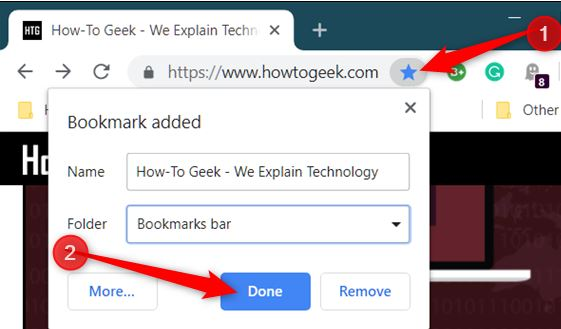 HTG How-To Geek - We Explain Techn
1
https://www.howtogeek.com
8
Other
Bookmark added
Name How-To Geek - We Explain Technology
Folder Bookmarks bar
2
More... Done Remove